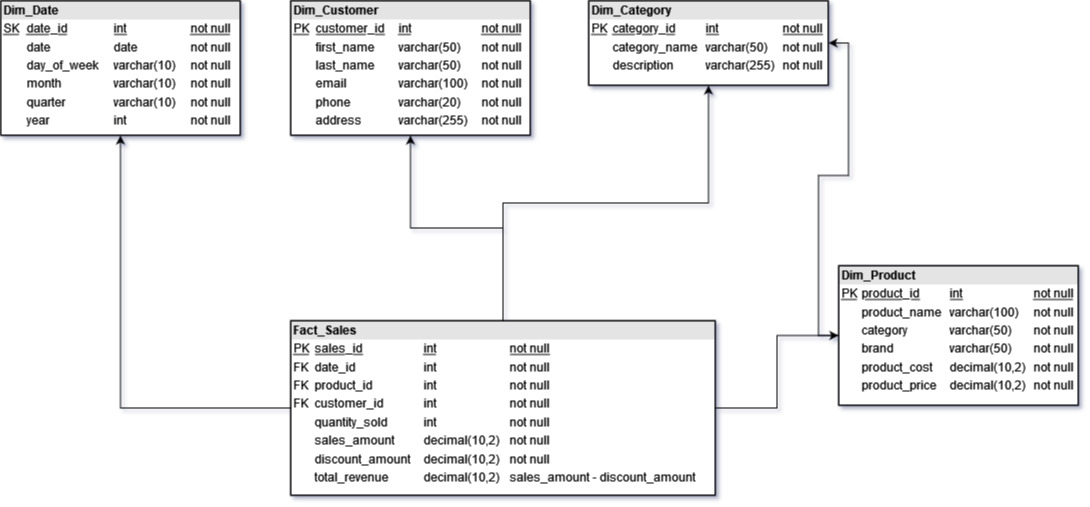 Dim_Date
SK date_id int not null
date date not null
day_of_week varchar(10) not null
month varchar(10) not null
quarter varchar(10) not null
year int not null
Dim_Customer
PK customer_id int not null
first_name varchar(50) not null
last_name varchar(50) not null
email varchar(100) not null
phone varchar(20) not null
address varchar(255) not null
Dim_Category
PK category_id int not null
category_name varchar(50) not null
description varchar(255) not null
Dim_Product
PK product_id int not null
product_name varchar(100) not null
category varchar(50) not null
brand varchar(50) not null
product_cost decimal(10,2) not null
product_price decimal(10,2) not null
Fact_Sales
PK sales_id int not null
FK date_id int not null
FK product_id int not null
FK customer_id int not null
quantity_sold int not null
sales_amount decimal(10,2) not null
discount_amount decimal(10,2) not null
total_revenue decimal(10,2) sales_amount - discount_amount